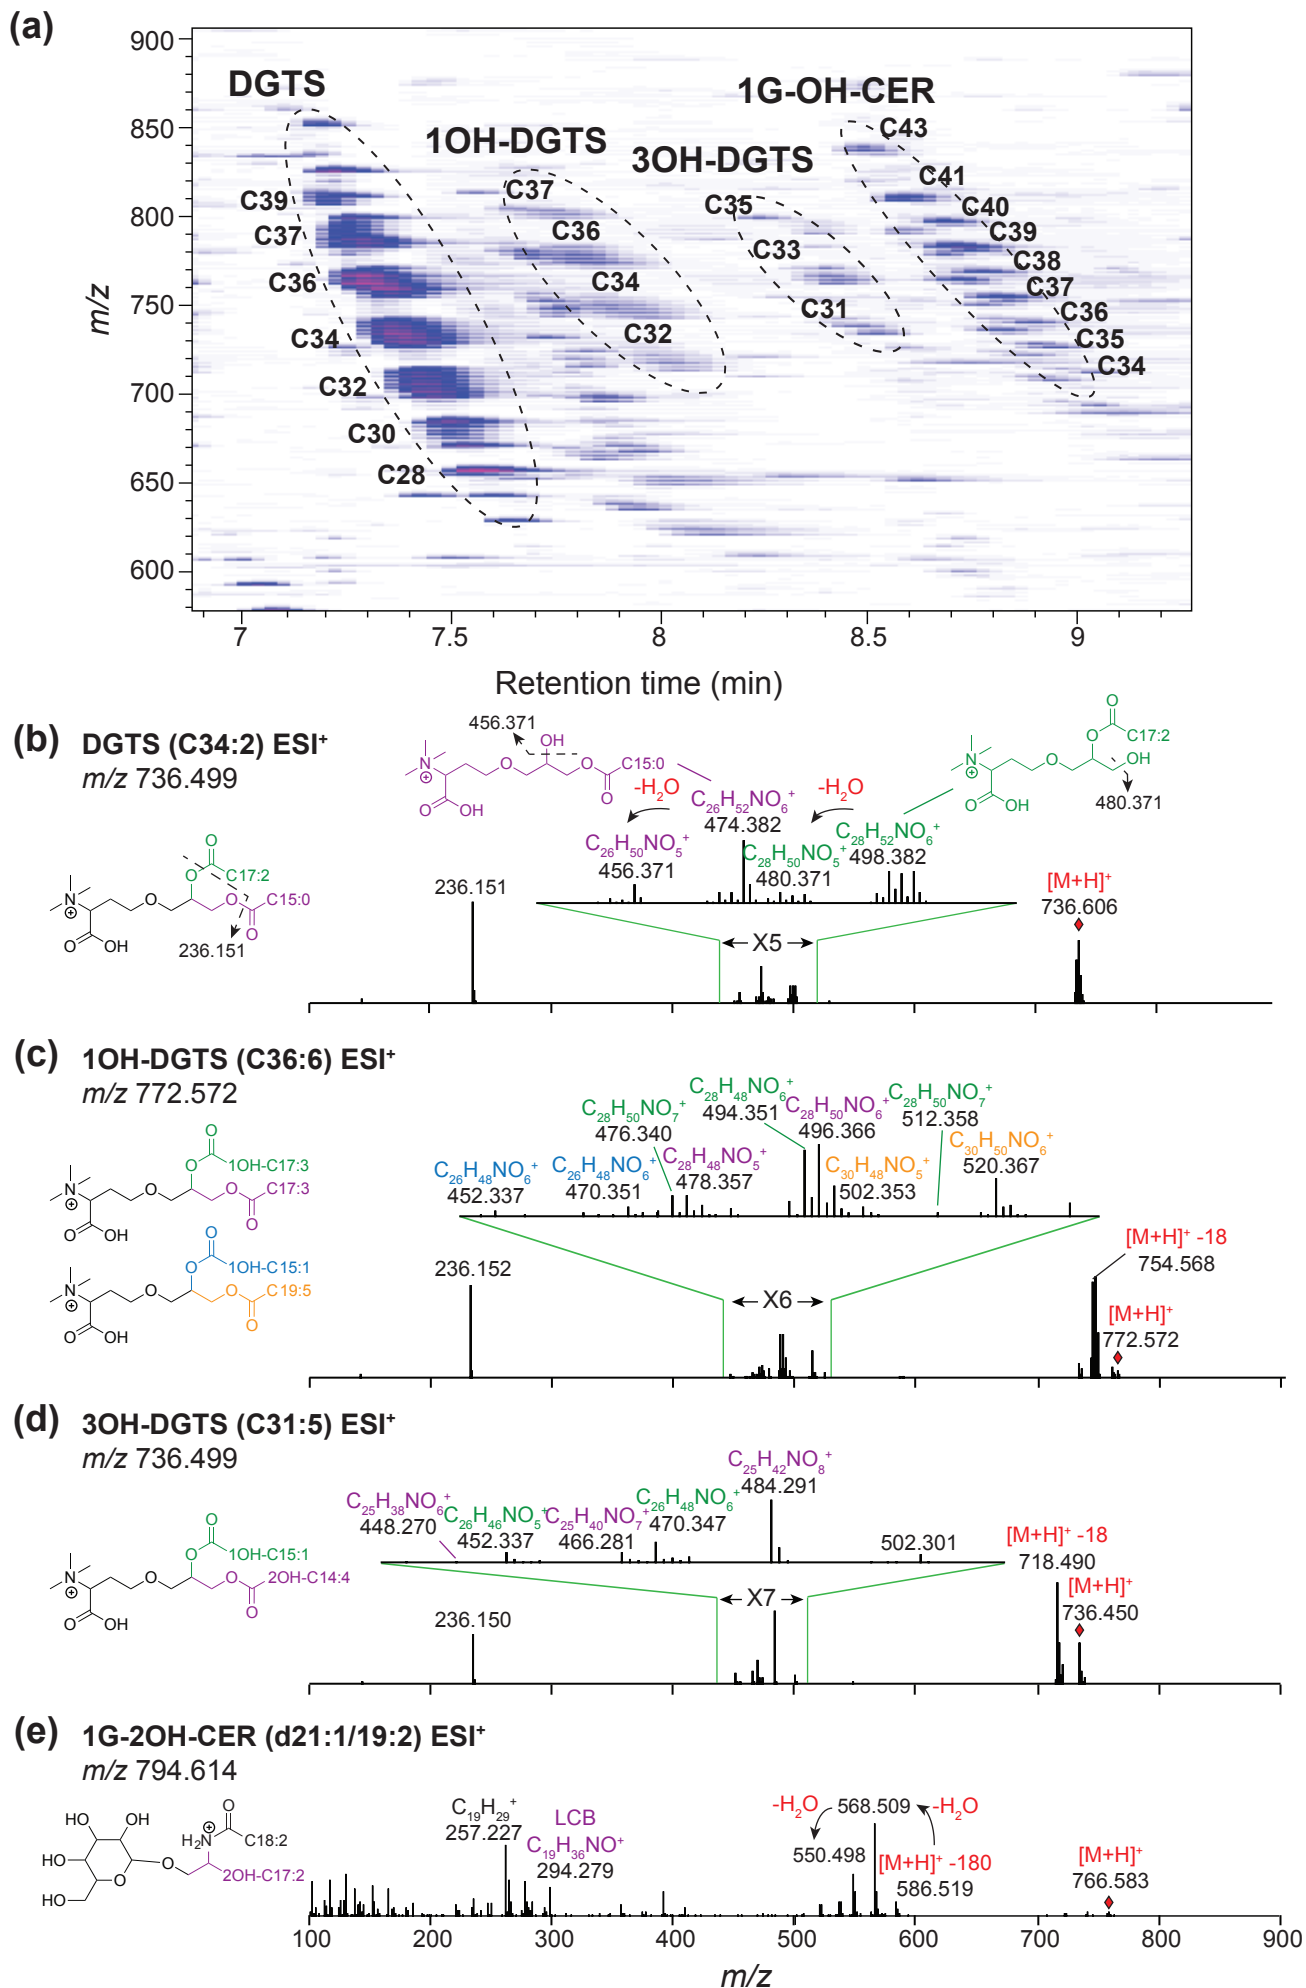 (a)
900
850
800
750
700
650
600
m/z
DGTS
1OH-DGTS
3OH-DGTS
1G-OH-CER
C39
C37
C36
C34
C32
C30
C28
C37
C36
C34
C32
C35
C33
C31
C43
C41
C40
C39
C38
C37
C36
C35
C34
7
7.5
8
8.5
9
Retention time (min)
(b) DGTS (C34:2) ESI⁺
m/z 736.499
O
O
C17:2
N
⊕
O
O
C15:0
O
O
OH
236.151
456.371
OH
N
⊕
O
O
C15:0
O
O
OH
O
O
C17:2
N
⊕
O
OH
O
OH
480.371
-H₂O
-H₂O
C₂₆H₅₂NO₆⁺
474.382
C₂₆H₅₀NO₅⁺
456.371
C₂₈H₅₀NO₅⁺
480.371
C₂₈H₅₂NO₆⁺
498.382
236.151
X5
[M+H]⁺
736.606
(c) 1OH-DGTS (C36:6) ESI⁺
m/z 772.572
O
O
1OH-C17:3
N
⊕
O
O
C17:3
O
O
OH
O
O
1OH-C15:1
N
⊕
O
O
C19:5
O
O
OH
C₂₆H₄₈NO₆⁺
452.337
C₂₆H₄₈NO₆⁺
470.351
C₂₈H₅₀NO₇⁺
476.340
C₂₈H₄₈NO₅⁺
478.357
C₂₈H₄₈NO₆⁺
494.351
C₂₈H₅₀NO₆⁺
496.366
C₃₀H₄₈NO₅⁺
502.353
C₂₈H₅₀NO₇⁺
512.358
C₃₀H₅₀NO₆⁺
520.367
236.152
X6
[M+H]⁺ -18
754.568
[M+H]⁺
772.572
(d) 3OH-DGTS (C31:5) ESI⁺
m/z 736.499
O
O
1OH-C15:1
N
⊕
O
O
2OH-C14:4
O
O
OH
C₂₅H₃₈NO₆⁺
448.270
C₂₆H₄₆NO₅⁺
452.337
C₂₅H₄₀NO₇⁺
466.281
C₂₆H₄₈NO₆⁺
470.347
C₂₅H₄₂NO₈⁺
484.291
502.301
236.150
X7
[M+H]⁺ -18
718.490
[M+H]⁺
736.450
(e) 1G-2OH-CER (d21:1/19:2) ESI⁺
m/z 794.614
HO
OH
HO
HO
O
O
O
⊕
H₂N
C18:2
2OH-C17:2
C₁₉H₂₉⁺
257.227
LCB
C₁₉H₃₆NO⁺
294.279
-H₂O
568.509
-H₂O
550.498
[M+H]⁺ -180
586.519
[M+H]⁺
766.583
100
200
300
400
500
600
700
800
900
m/z